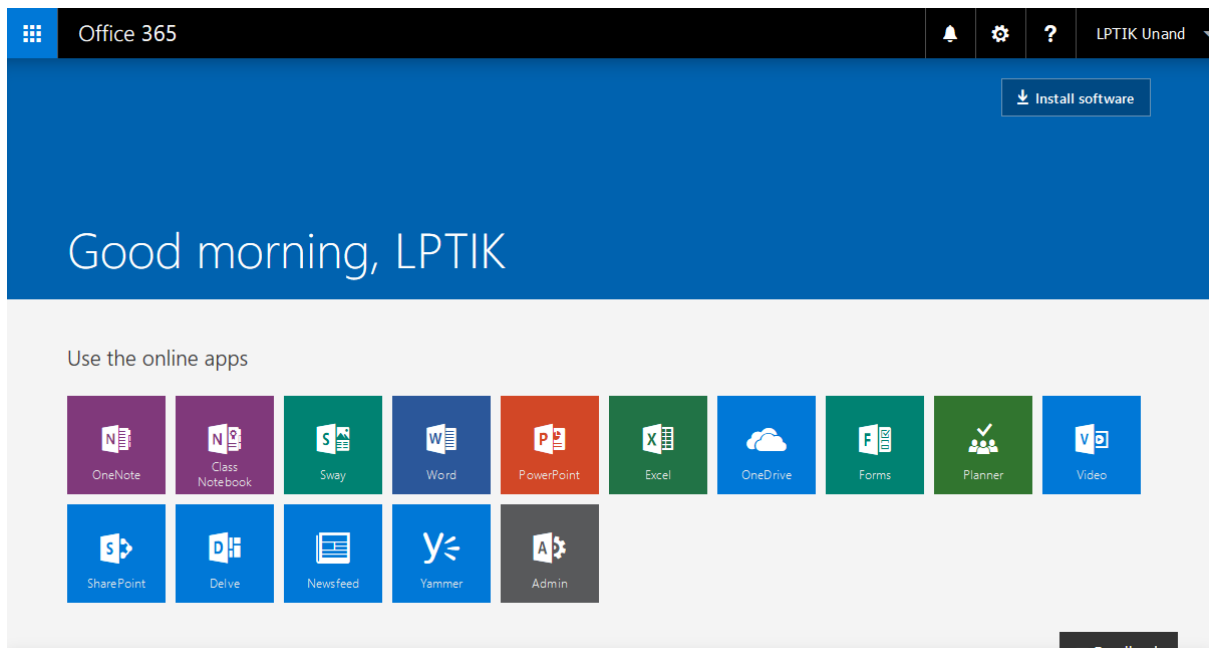 Office 365
?
LPTIK Unand
Install software
Good morning, LPTIK
Use the online apps
N
OneNote
N
Class
Notebook
S
Sway
W
Word
P
PowerPoint
X
Excel
OneDrive
F
Forms
Planner
V
Video
S
SharePoint
D
Delve
Newsfeed
Y
Yammer
A
Admin